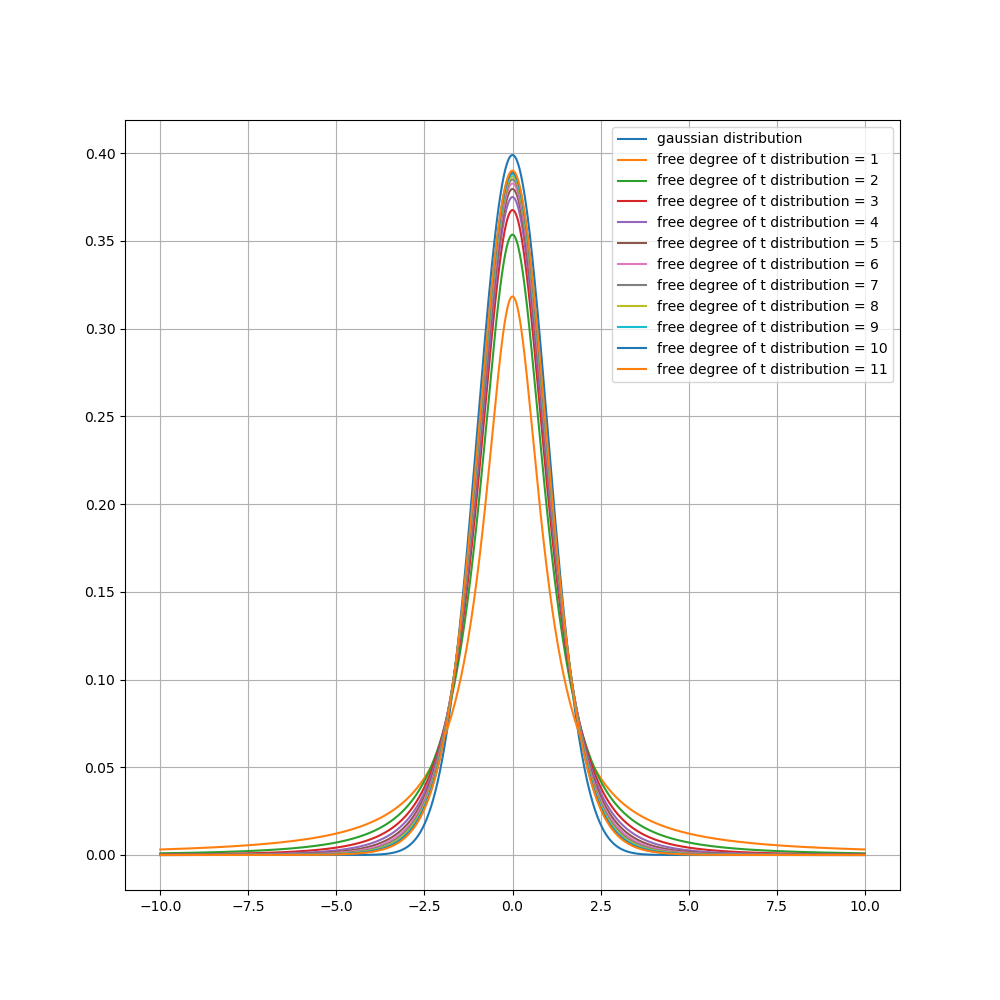 gaussian distribution
free degree of t distribution = 1
free degree of t distribution = 2
free degree of t distribution = 3
free degree of t distribution = 4
free degree of t distribution = 5
free degree of t distribution = 6
free degree of t distribution = 7
free degree of t distribution = 8
free degree of t distribution = 9
free degree of t distribution = 10
free degree of t distribution = 11
0.40
0.35
0.30
0.25
0.20
0.15
0.10
0.05
0.00
−10.0 −7.5 −5.0 −2.5 0.0 2.5 5.0 7.5 10.0